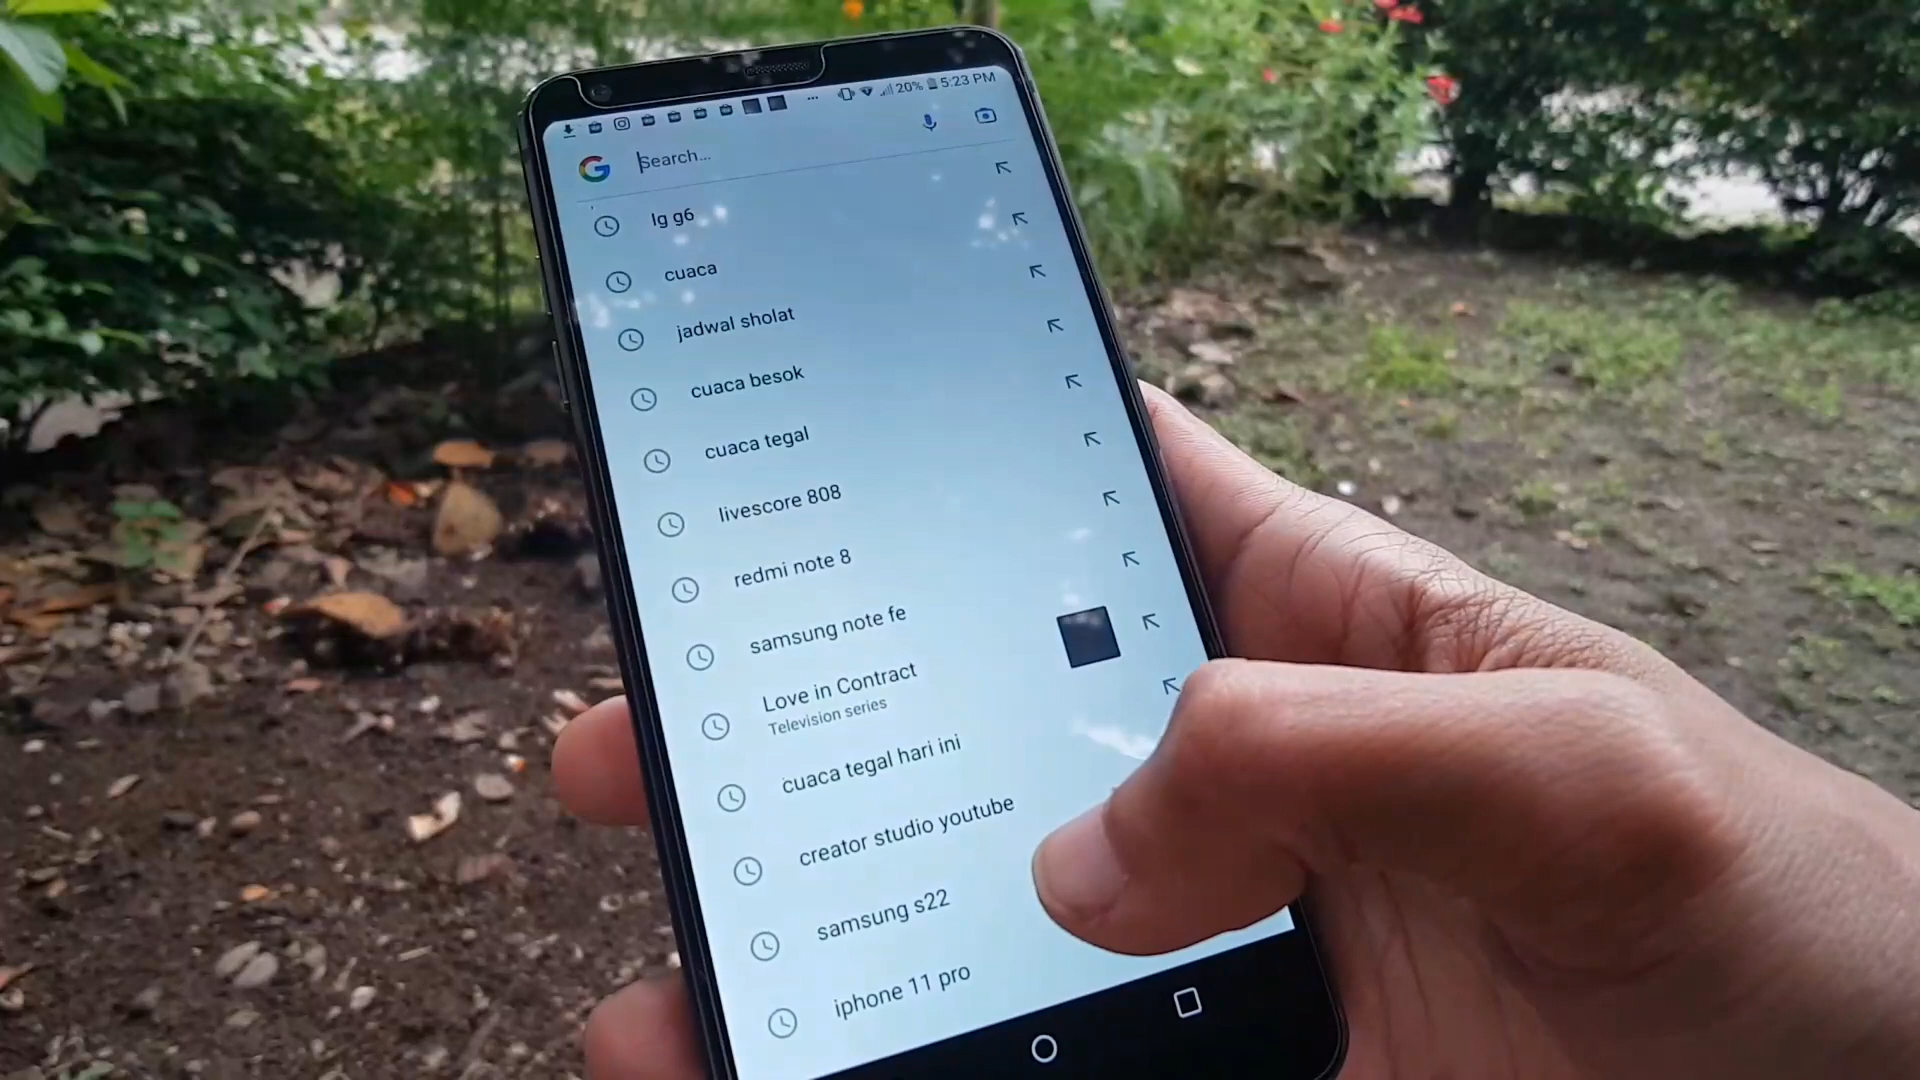 20% 5:23 PM
Search...
lg g6
cuaca
jadwal sholat
cuaca besok
cuaca tegal
livescore 808
redmi note 8
samsung note fe
Love in Contract
Television series
cuaca tegal hari ini
creator studio youtube
samsung s22
iphone 11 pro